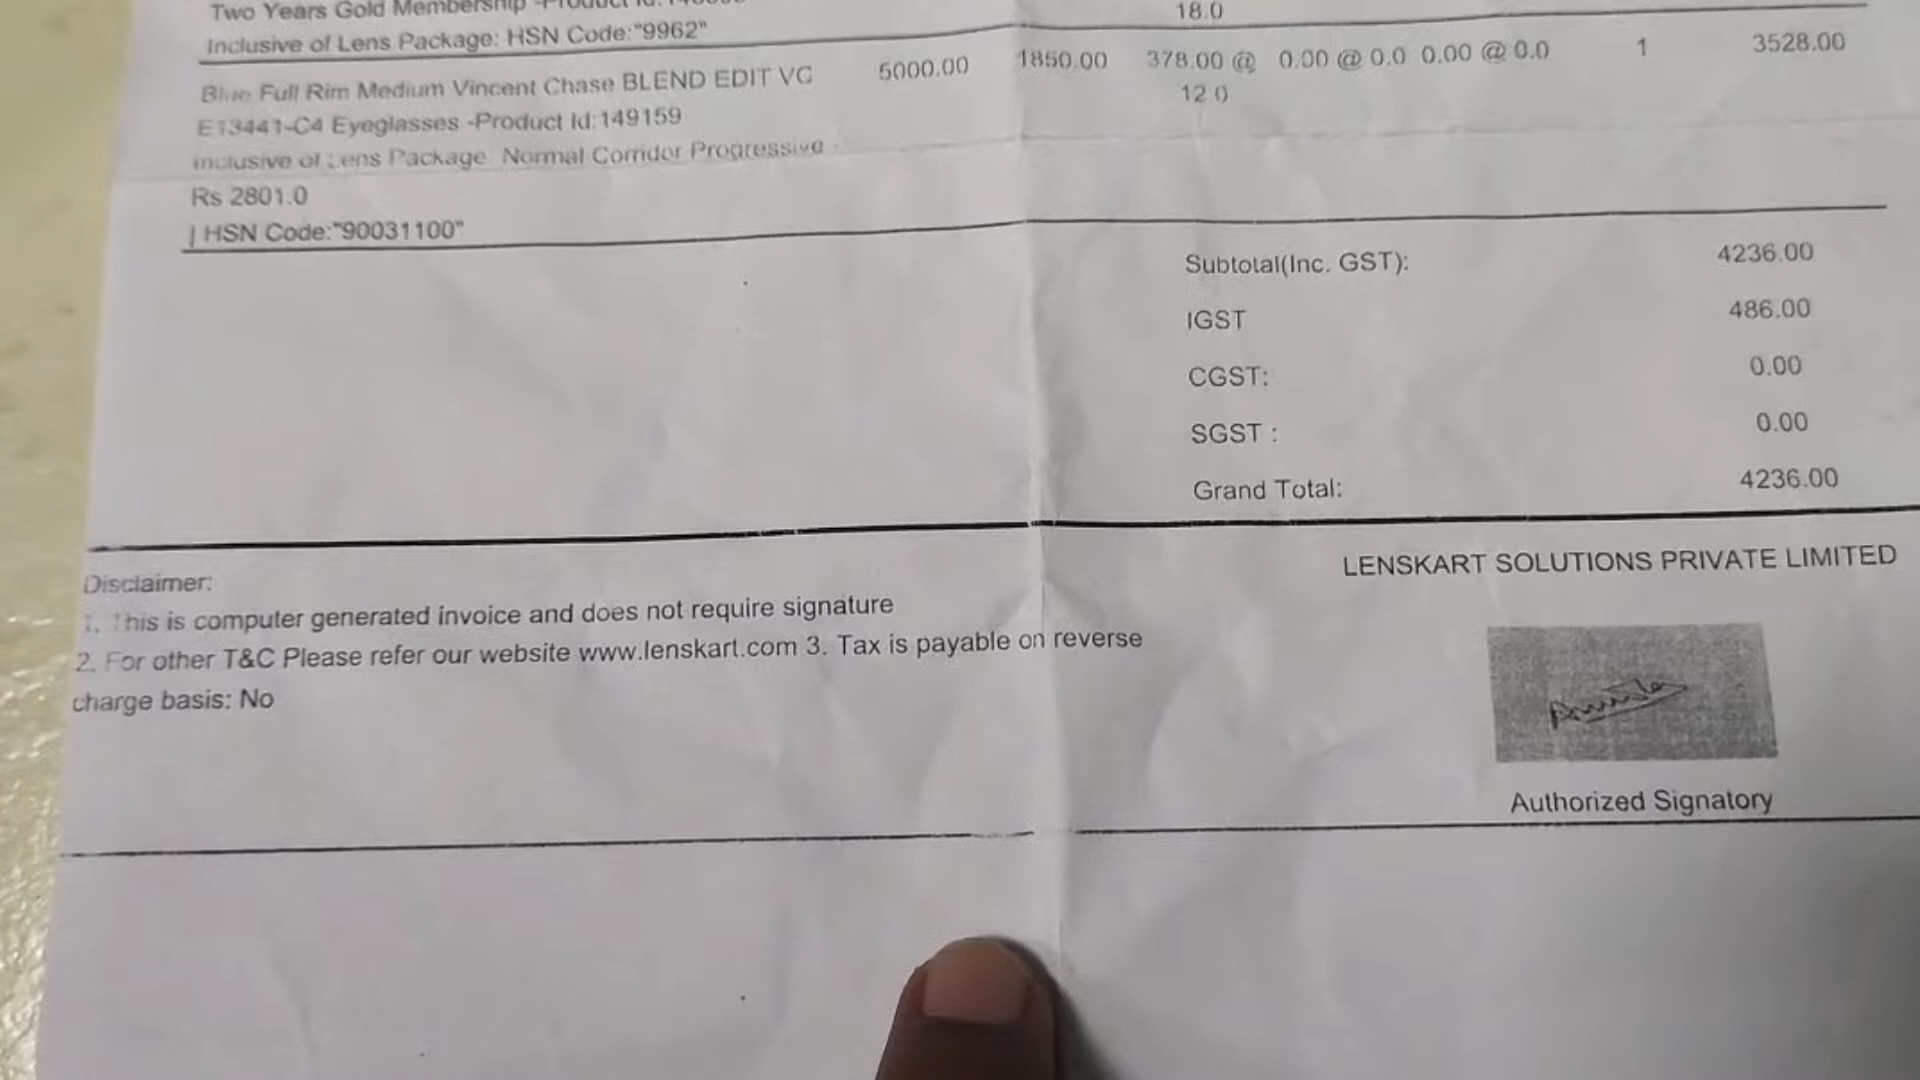 Two Years Gold Membership -Product Id:
18.0
Inclusive of Lens Package: HSN Code:"9962"
Blue Full Rim Medium Vincent Chase BLEND EDIT VC 5000.00 1850.00 378.00 @ 0.00 @ 0.0 0.00 @ 0.0 1 3528.00
12.0
E13441-C4 Eyeglasses -Product Id:149159
Inclusive of Lens Package: Normal Corridor Progressive -
Rs 2801.0
| HSN Code:"90031100"
Subtotal(Inc. GST): 4236.00
IGST 486.00
CGST: 0.00
SGST : 0.00
Grand Total: 4236.00
LENSKART SOLUTIONS PRIVATE LIMITED
Disclaimer:
1. This is computer generated invoice and does not require signature
2. For other T&C Please refer our website www.lenskart.com 3. Tax is payable on reverse
charge basis: No
Authorized Signatory